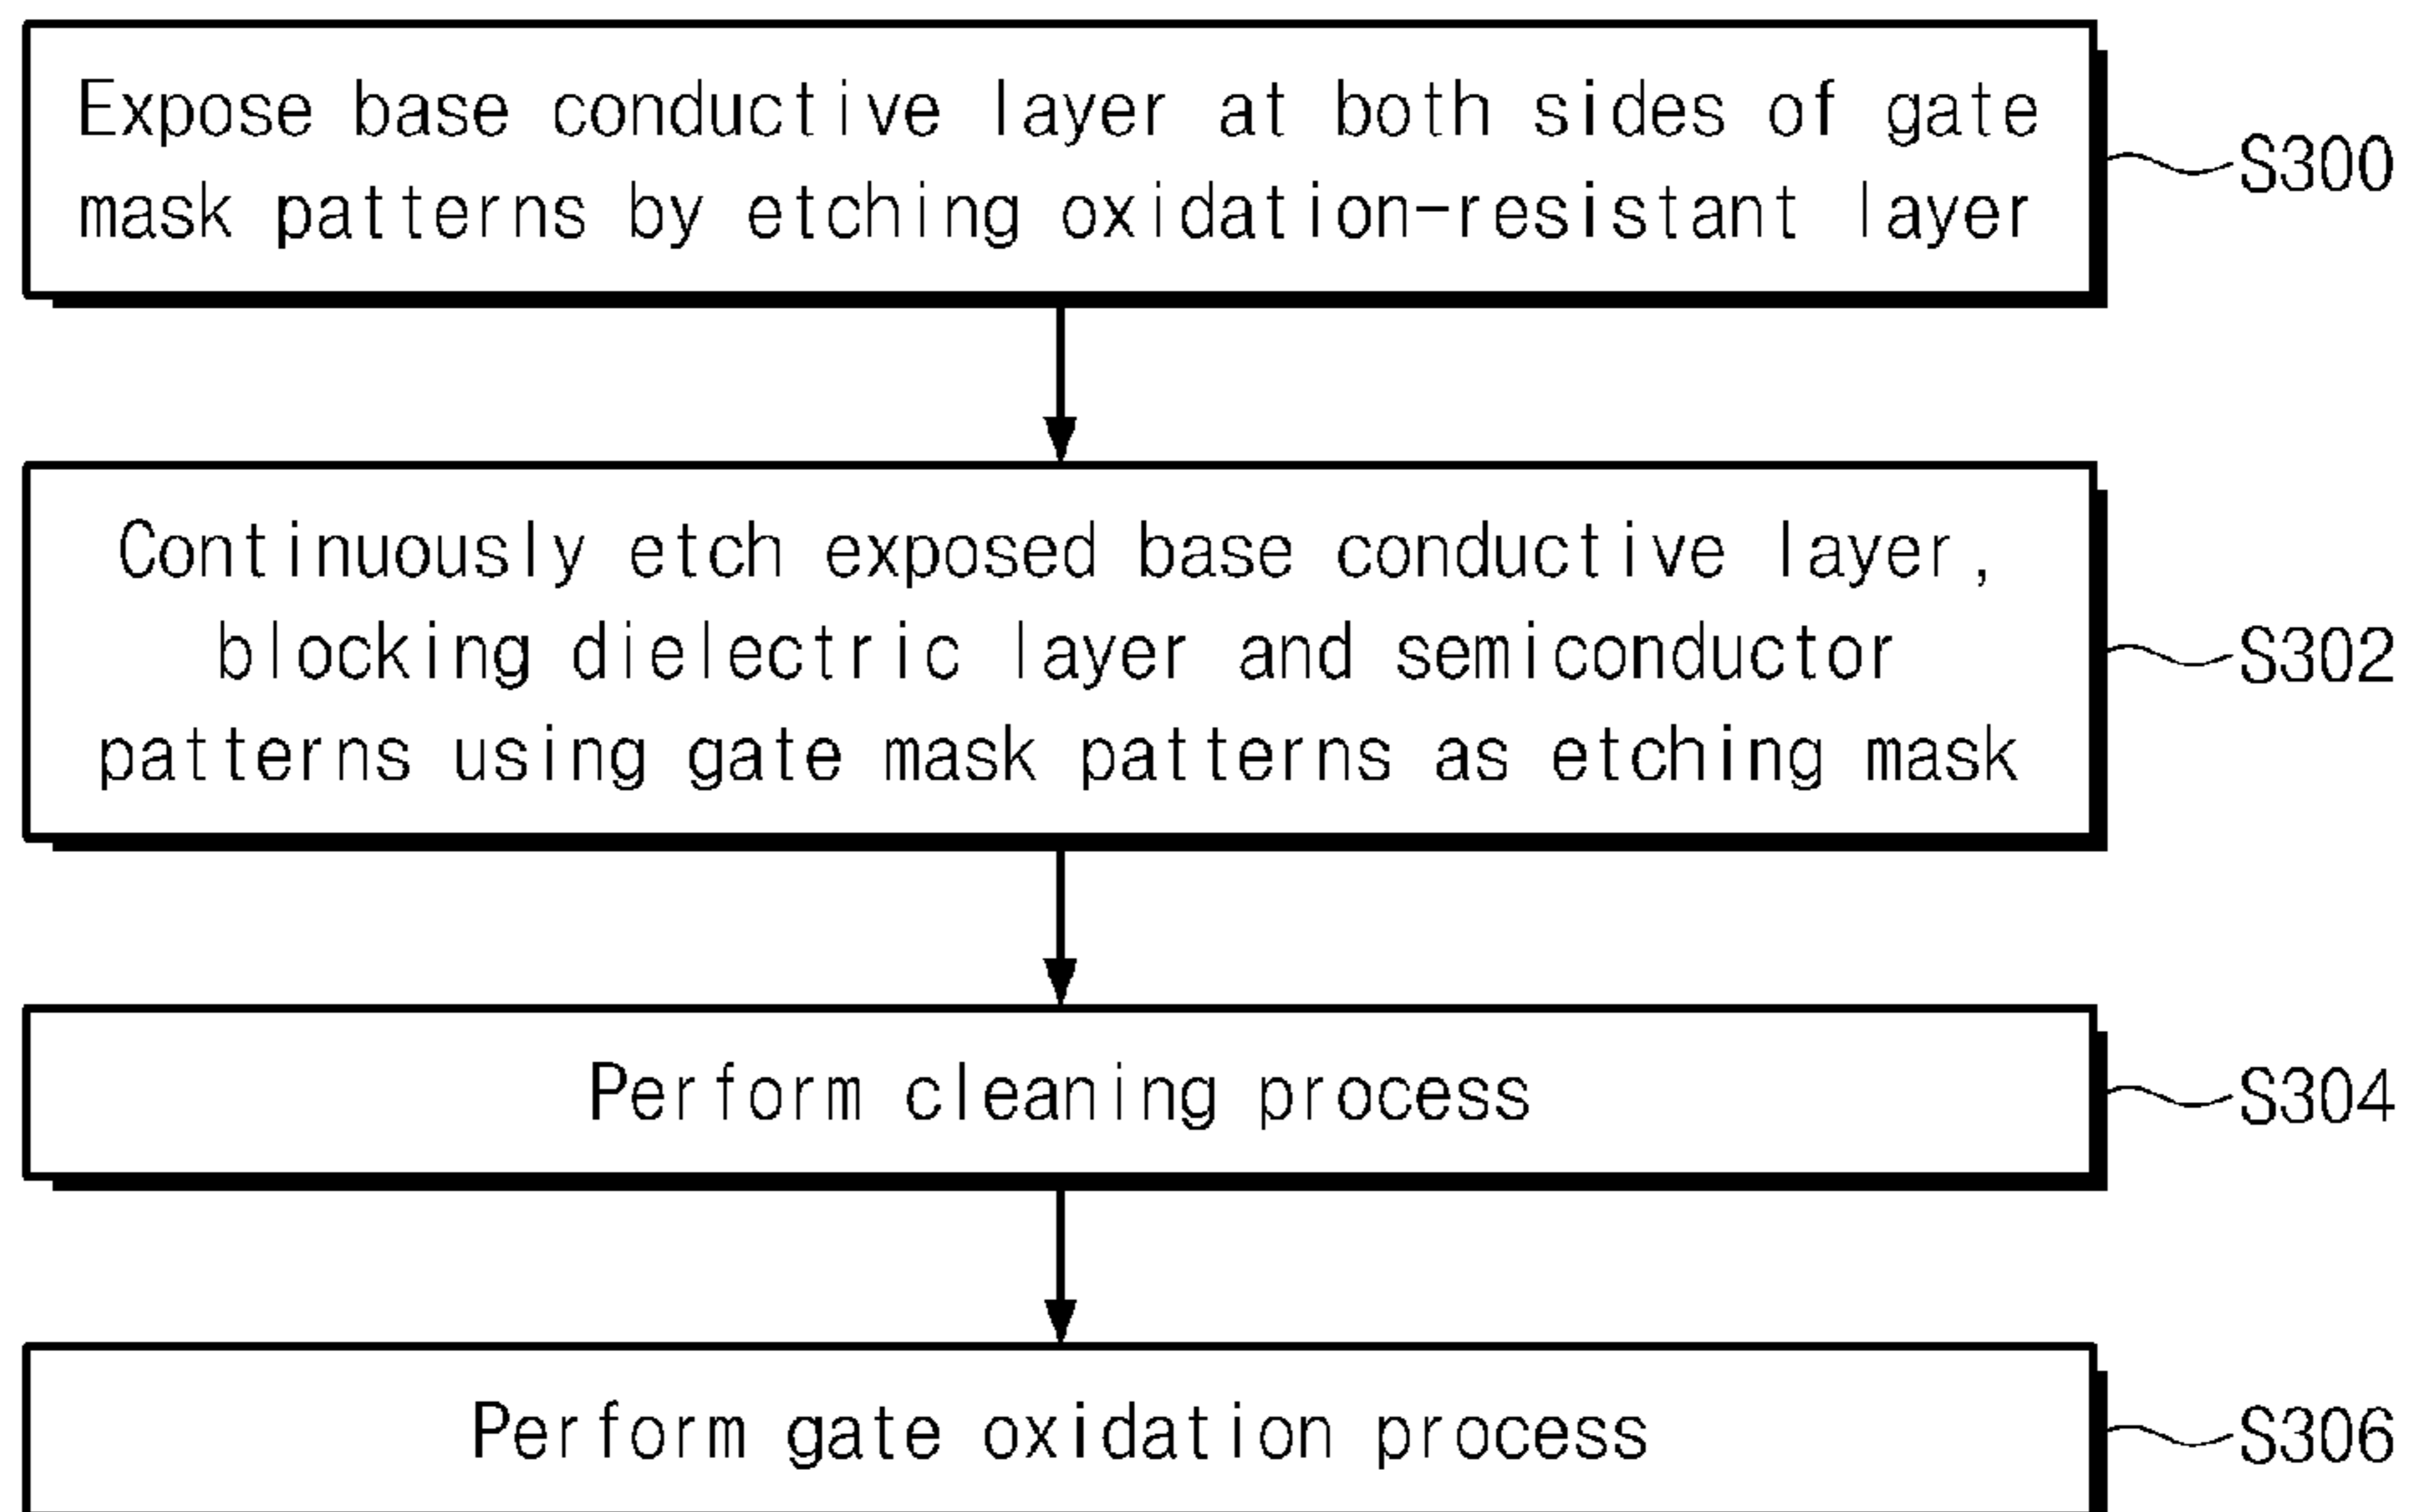 Expose base conductive layer at both sides of gate
mask patterns by etching oxidation-resistant layer
S300
Continuously etch exposed base conductive layer,
blocking dielectric layer and semiconductor
patterns using gate mask patterns as etching mask
S302
Perform cleaning process
S304
Perform gate oxidation process
S306